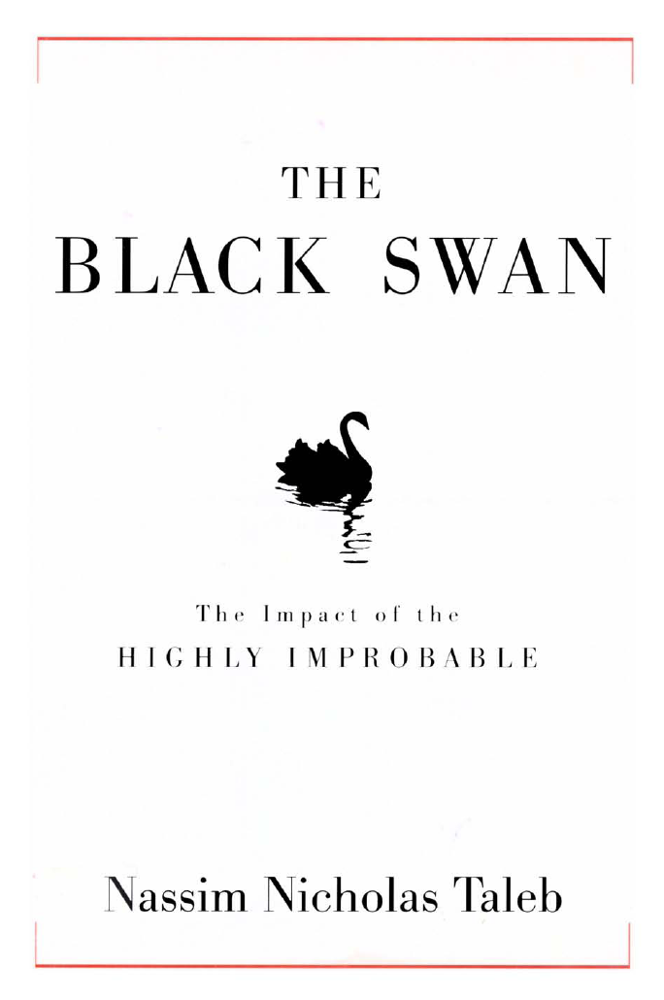 THE
BLACK SWAN
The Impact of the
HIGHLY IMPROBABLE
Nassim Nicholas Taleb